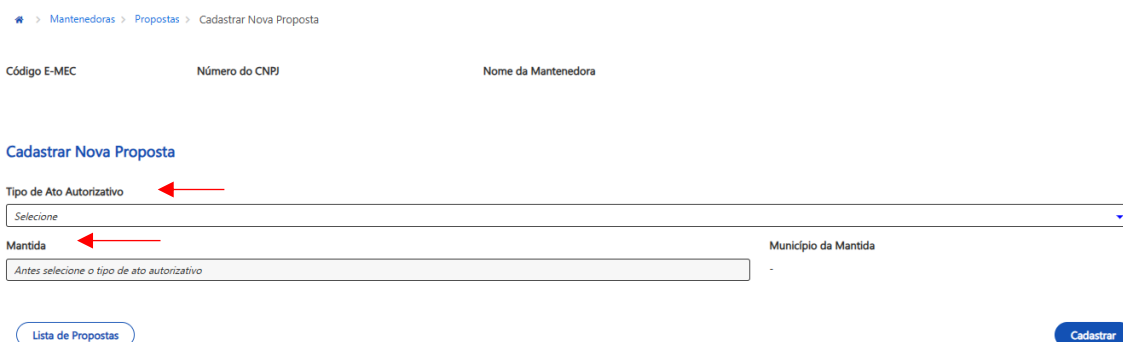 Mantenedoras > Propostas > Cadastrar Nova Proposta
Código E-MEC Número do CNPJ Nome da Mantenedora
Cadastrar Nova Proposta
Tipo de Ato Autorizativo
Selecione
Mantida Município da Mantida
Antes selecione o tipo de ato autorizativo -
Lista de Propostas Cadastrar